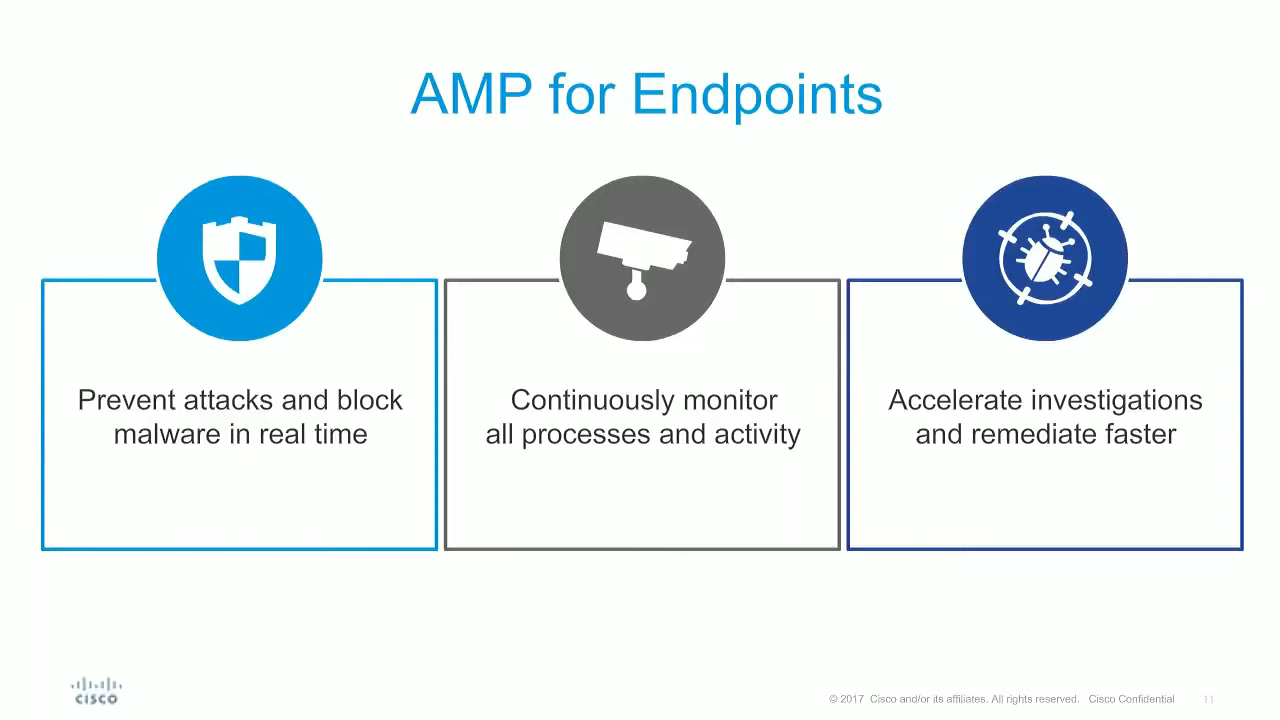 AMP for Endpoints
Prevent attacks and block
malware in real time
Continuously monitor
all processes and activity
Accelerate investigations
and remediate faster
CISCO
© 2017 Cisco and/or its affiliates. All rights reserved. Cisco Confidential
11